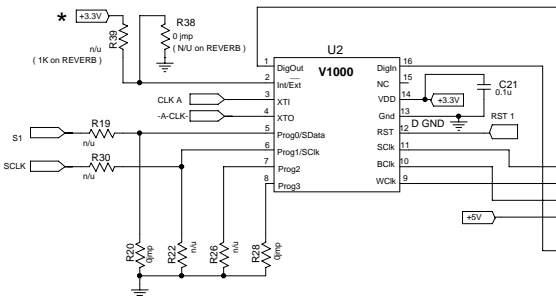 * +3.3V
R39
n/u
( 1K on REVERB )
R38
0 jmp
( N/U on REVERB )
U2
V1000
1 DigOut
2 Int/Ext
3 XTI
4 XTO
5 Prog0/SData
6 Prog1/SClk
7 Prog2
8 Prog3
DigIn 16
NC 15
VDD 14
Gnd 13
RST 12
SClk 11
BClk 10
WClk 9
CLK A
-A-CLK-
S1
R19
n/u
SCLK
R30
n/u
C21
0.1u
+3.3V
D GND
RST 1
+5V
R20
0jmp
R22
n/u
R26
n/u
R28
0jmp